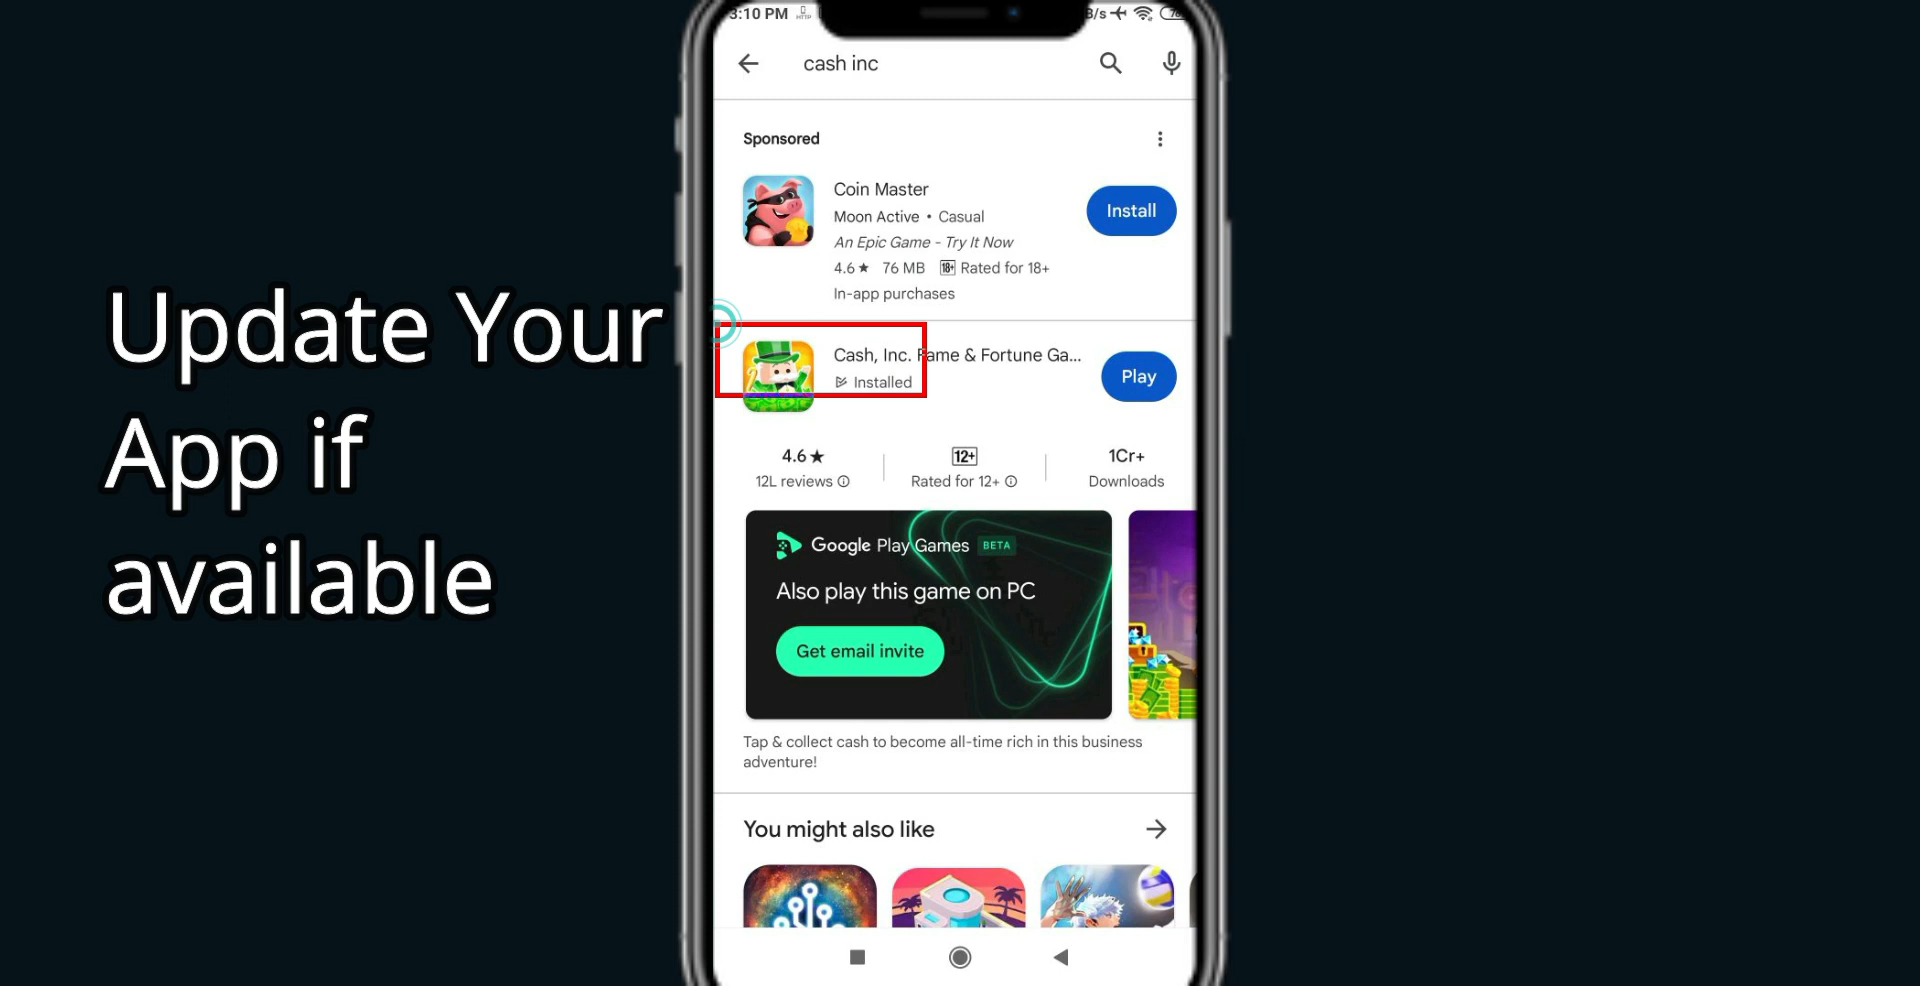 3:10 PM
cash inc
Sponsored
Coin Master
Moon Active • Casual
Install
An Epic Game - Try It Now
4.6★ 76 MB 18+ Rated for 18+
In-app purchases
Update Your
App if
available
Cash, Inc. Fame & Fortune Ga...
Installed
Play
4.6★
12L reviews
12+
Rated for 12+
1Cr+
Downloads
Google Play Games BETA
Also play this game on PC
Get email invite
Tap & collect cash to become all-time rich in this business
adventure!
You might also like